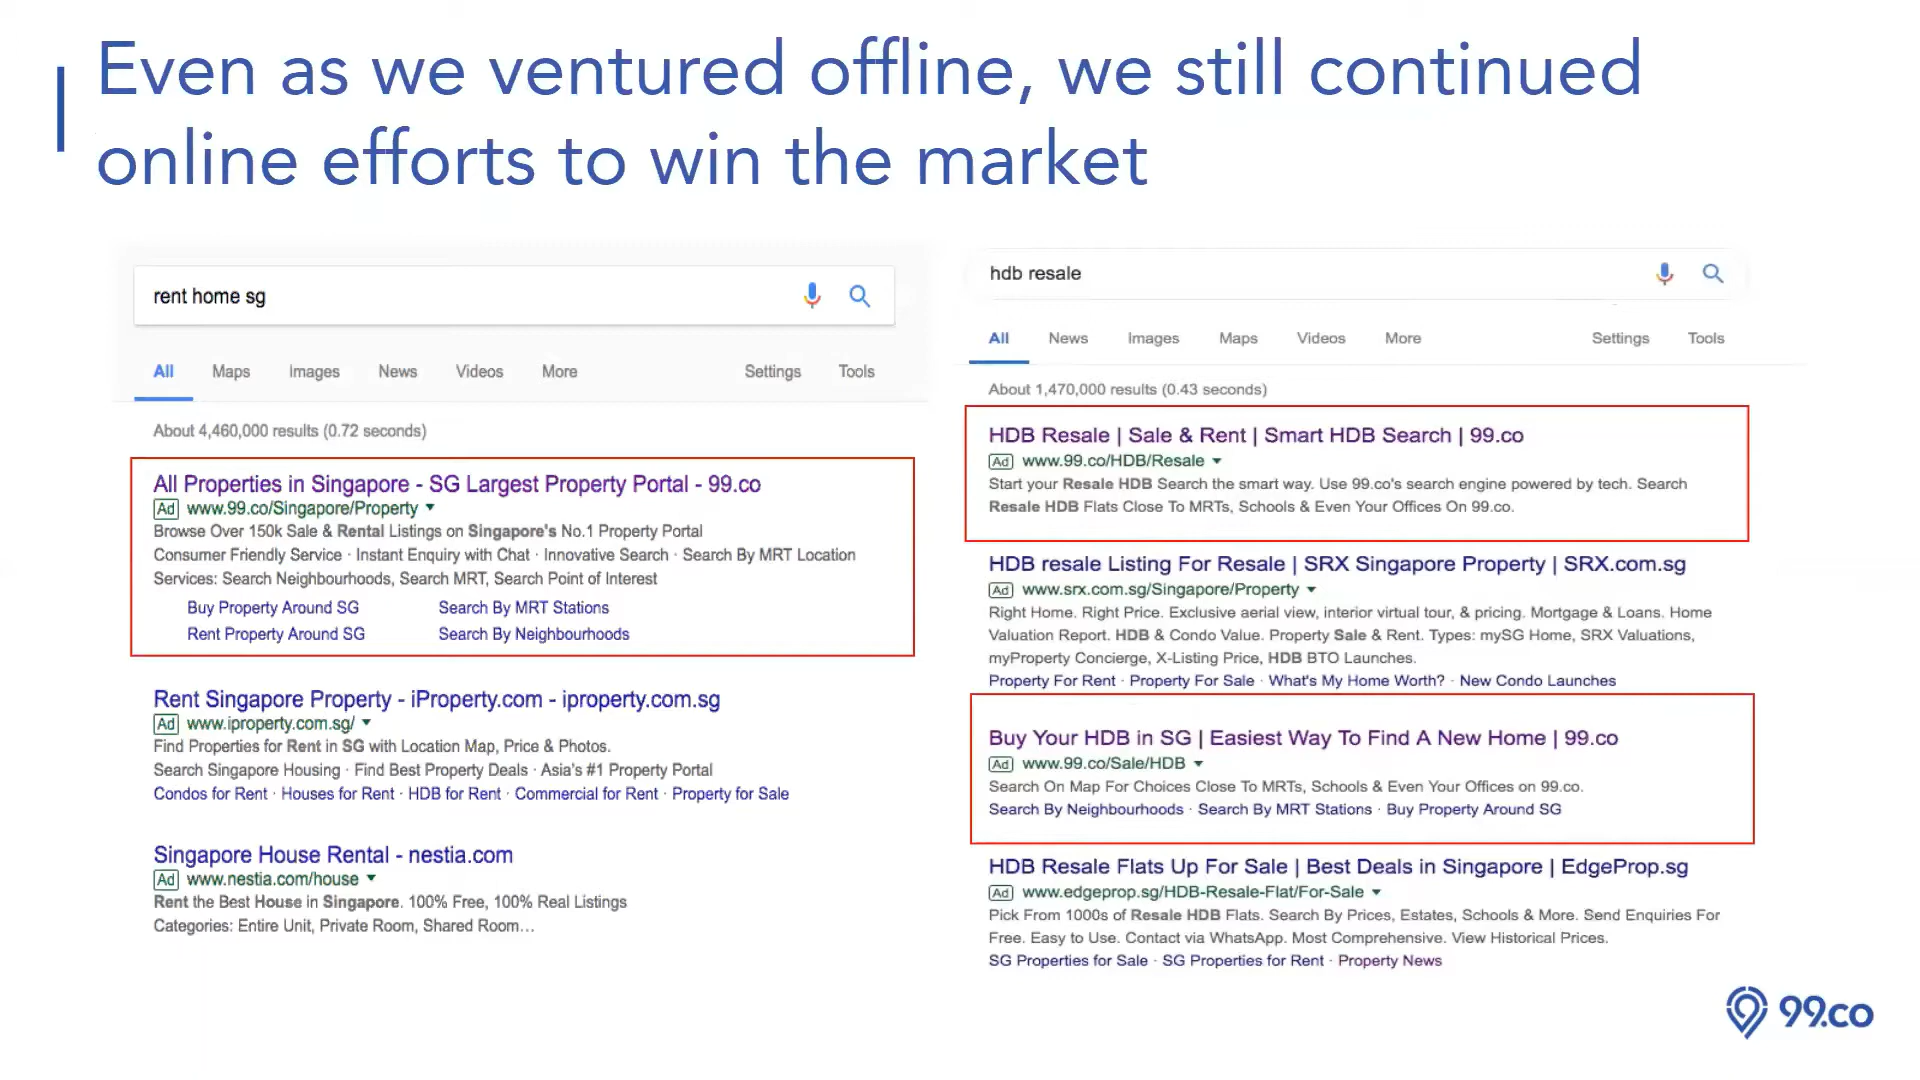 Even as we ventured offline, we still continued
online efforts to win the market
rent home sg
All Maps Images News Videos More Settings Tools
About 4,460,000 results (0.72 seconds)
All Properties in Singapore - SG Largest Property Portal - 99.co
Ad www.99.co/Singapore/Property
Browse Over 150k Sale & Rental Listings on Singapore's No.1 Property Portal
Consumer Friendly Service · Instant Enquiry with Chat · Innovative Search · Search By MRT Location
Services: Search Neighbourhoods, Search MRT, Search Point of Interest
Buy Property Around SG Search By MRT Stations
Rent Property Around SG Search By Neighbourhoods
Rent Singapore Property - iProperty.com - iproperty.com.sg
Ad www.iproperty.com.sg/
Find Properties for Rent in SG with Location Map, Price & Photos.
Search Singapore Housing · Find Best Property Deals · Asia's #1 Property Portal
Condos for Rent · Houses for Rent · HDB for Rent · Commercial for Rent · Property for Sale
Singapore House Rental - nestia.com
Ad www.nestia.com/house
Rent the Best House in Singapore. 100% Free, 100% Real Listings
Categories: Entire Unit, Private Room, Shared Room…
hdb resale
All News Images Maps Videos More Settings Tools
About 1,470,000 results (0.43 seconds)
HDB Resale | Sale & Rent | Smart HDB Search | 99.co
Ad www.99.co/HDB/Resale
Start your Resale HDB Search the smart way. Use 99.co's search engine powered by tech. Search
Resale HDB Flats Close To MRTs, Schools & Even Your Offices On 99.co.
HDB resale Listing For Resale | SRX Singapore Property | SRX.com.sg
Ad www.srx.com.sg/Singapore/Property
Right Home. Right Price. Exclusive aerial view, interior virtual tour, & pricing. Mortgage & Loans. Home
Valuation Report. HDB & Condo Value. Property Sale & Rent. Types: mySG Home, SRX Valuations,
myProperty Concierge, X-Listing Price, HDB BTO Launches.
Property For Rent · Property For Sale · What's My Home Worth? · New Condo Launches
Buy Your HDB in SG | Easiest Way To Find A New Home | 99.co
Ad www.99.co/Sale/HDB
Search On Map For Choices Close To MRTs, Schools & Even Your Offices on 99.co.
Search By Neighbourhoods · Search By MRT Stations · Buy Property Around SG
HDB Resale Flats Up For Sale | Best Deals in Singapore | EdgeProp.sg
Ad www.edgeprop.sg/HDB-Resale-Flat/For-Sale
Pick From 1000s of Resale HDB Flats. Search By Prices, Estates, Schools & More. Send Enquiries For
Free. Easy to Use. Contact via WhatsApp. Most Comprehensive. View Historical Prices.
SG Properties for Sale · SG Properties for Rent · Property News
99.co